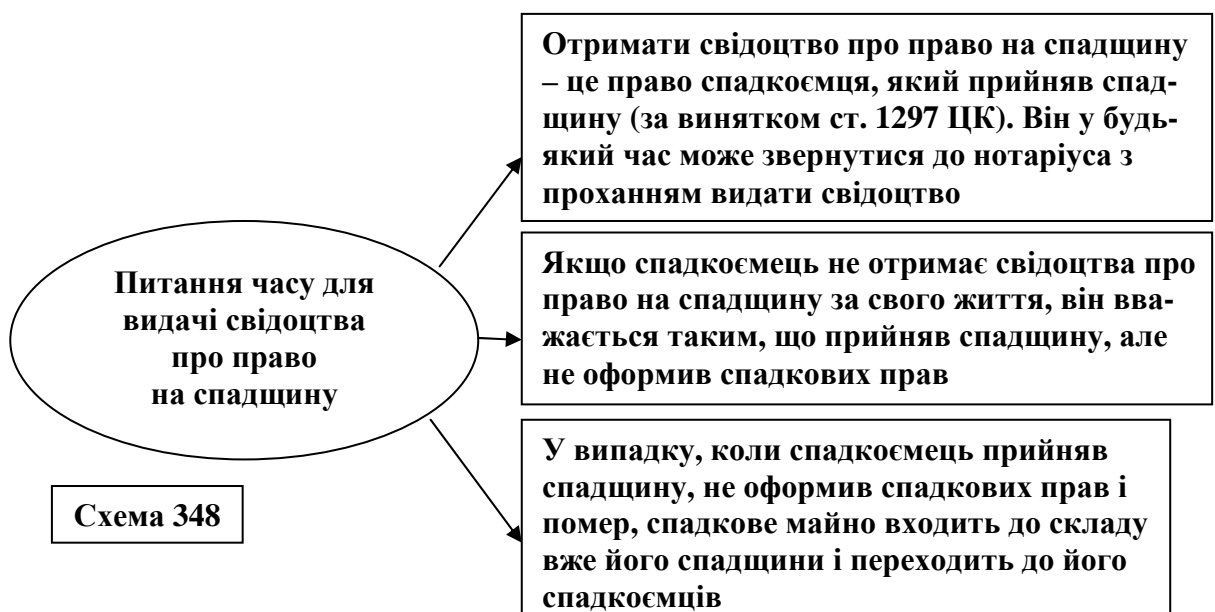 Отримати свідоцтво про право на спадщину
– це право спадкоємця, який прийняв спад-
щину (за винятком ст. 1297 ЦК). Він у будь-
який час може звернутися до нотаріуса з
проханням видати свідоцтво
Питання часу для
видачі свідоцтва
про право
на спадщину
Якщо спадкоємець не отримає свідоцтва про
право на спадщину за свого життя, він вва-
жається таким, що прийняв спадщину, але
не оформив спадкових прав
У випадку, коли спадкоємець прийняв
спадщину, не оформив спадкових прав і
помер, спадкове майно входить до складу
вже його спадщини і переходить до його
спадкоємців
Схема 348